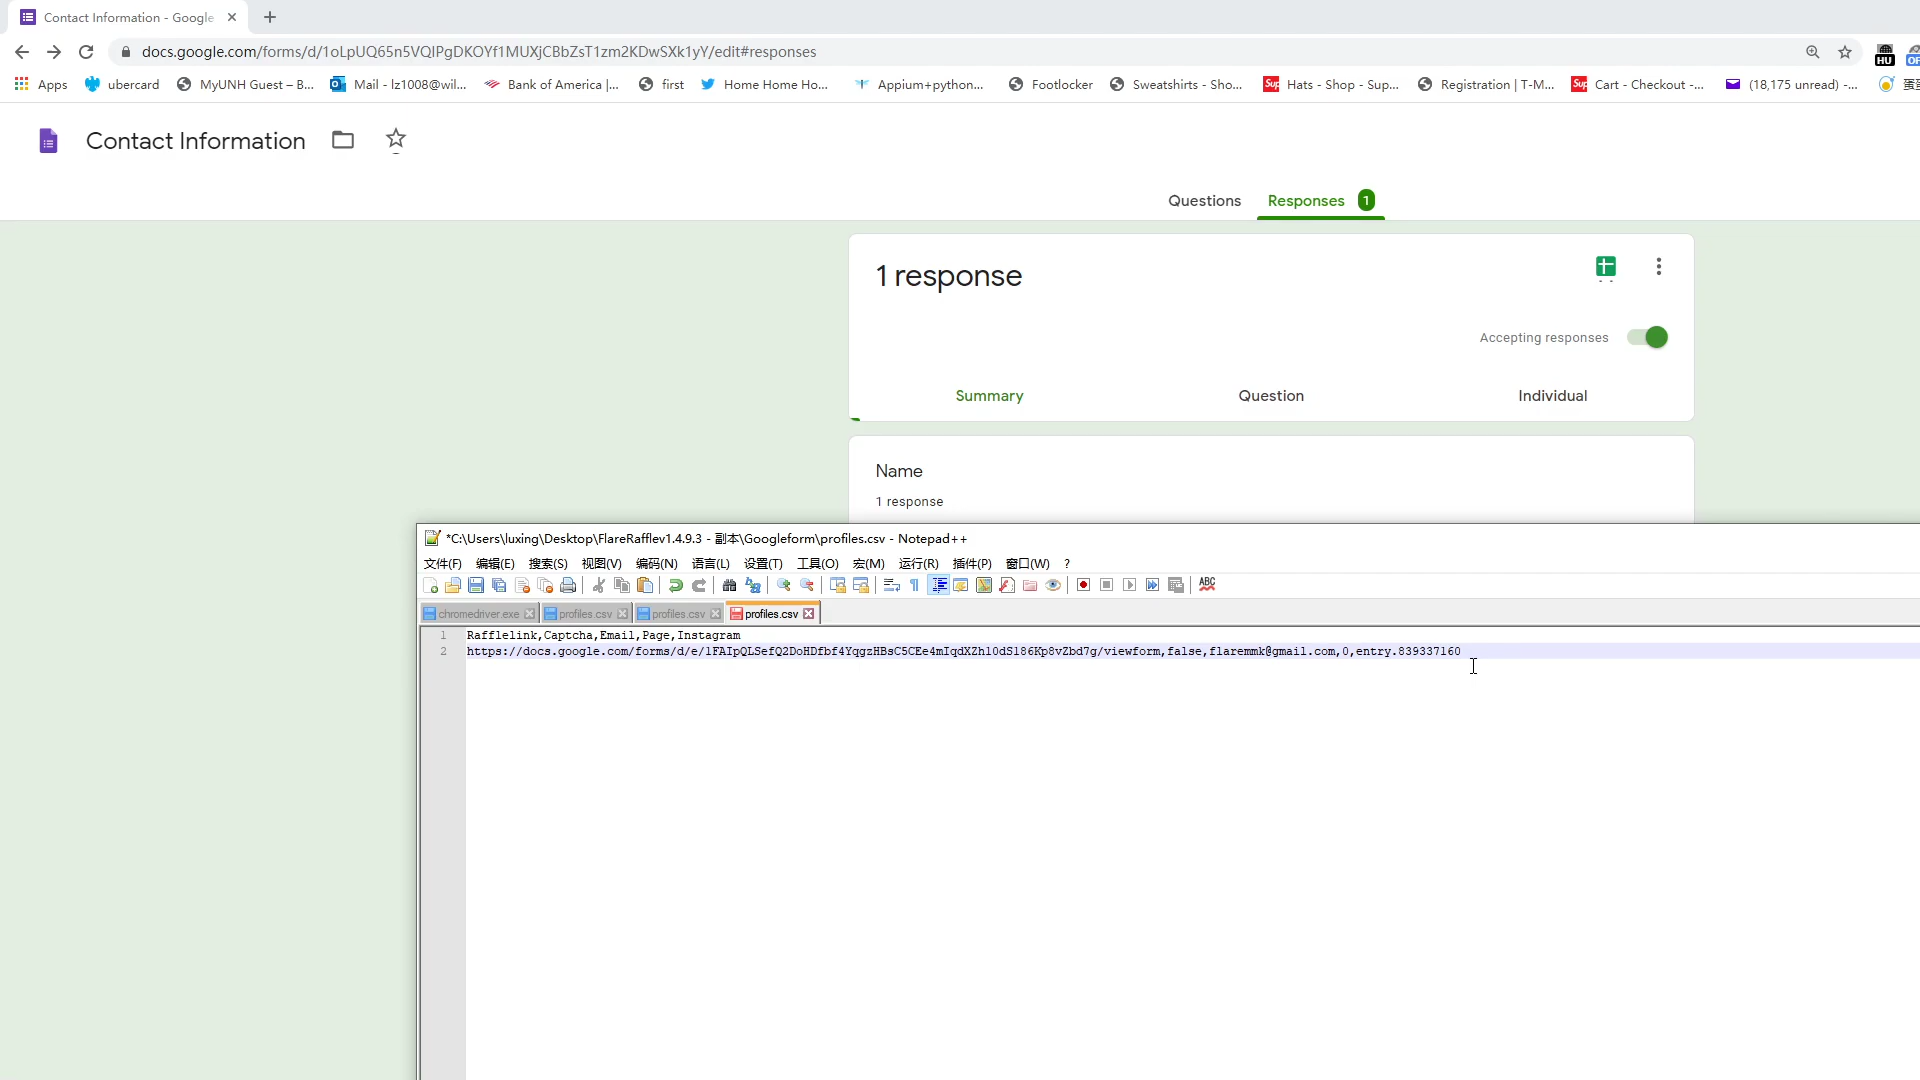 Contact Information - Google
docs.google.com/forms/d/1oLpUQ65n5VQIPgDKOYf1MUXjCBbZsT1zm2KDwSXk1yY/edit#responses
HU
Apps ubercard MyUNH Guest – B... Mail - lz1008@wil... Bank of America |... first Home Home Ho... Appium+python... Footlocker Sweatshirts - Sho... Sup Hats - Shop - Sup... Registration | T-M... Sup Cart - Checkout -... (18,175 unread) -...
Contact Information
Questions Responses 1
1 response
Accepting responses
Summary Question Individual
Name
1 response
*C:\Users\luxing\Desktop\FlareRafflev1.4.9.3 - 副本\Googleform\profiles.csv - Notepad++
文件(F) 编辑(E) 搜索(S) 视图(V) 编码(N) 语言(L) 设置(T) 工具(O) 宏(M) 运行(R) 插件(P) 窗口(W) ?
ABC
chromedriver.exe profiles.csv profiles.csv profiles.csv
1 Rafflelink,Captcha,Email,Page,Instagram
2 https://docs.google.com/forms/d/e/1FAIpQLSefQ2DoHDfbf4YqgzHBsC5CEe4mIqdXZh10dS186Kp8vZbd7g/viewform,false,flaremmk@gmail.com,0,entry.839337160